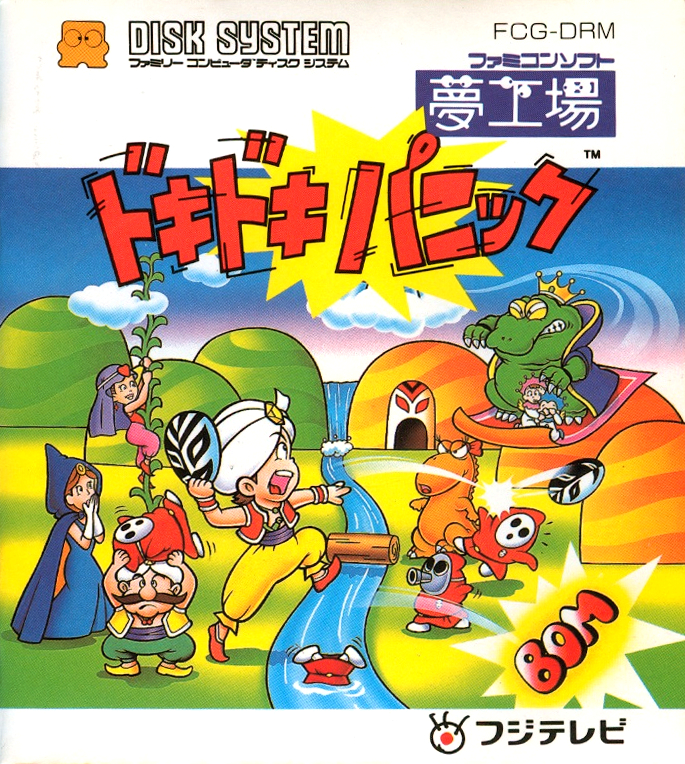 DISK SYSTEM
ファミリー コンピュータ ディスク システム
FCG-DRM
ファミコンソフト
夢工場
ドキドキパニック
TM
BOM
フジテレビ